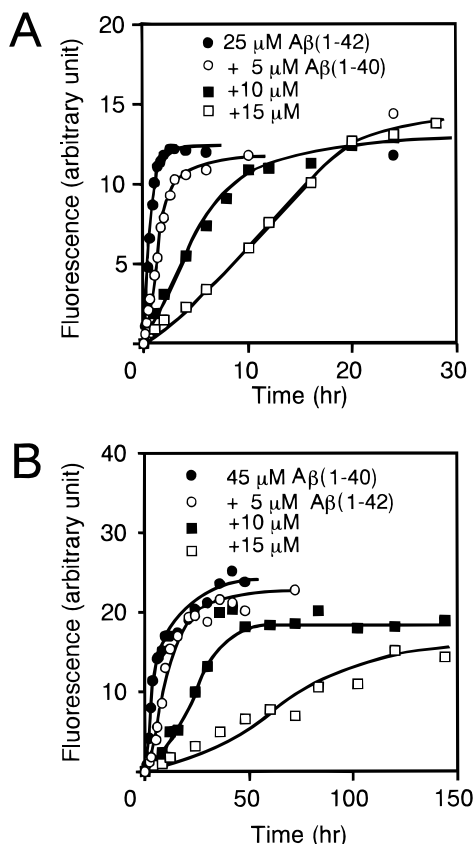 A
Fluorescence (arbitrary unit)
20
15
10
5
0
10
20
30
25 μM Aβ(1-42)
+ 5 μM Aβ(1-40)
+10 μM
+15 μM
Time (hr)
B
Fluorescence (arbitrary unit)
40
30
20
10
0
50
100
150
45 μM Aβ(1-40)
+ 5 μM Aβ(1-42)
+10 μM
+15 μM
Time (hr)